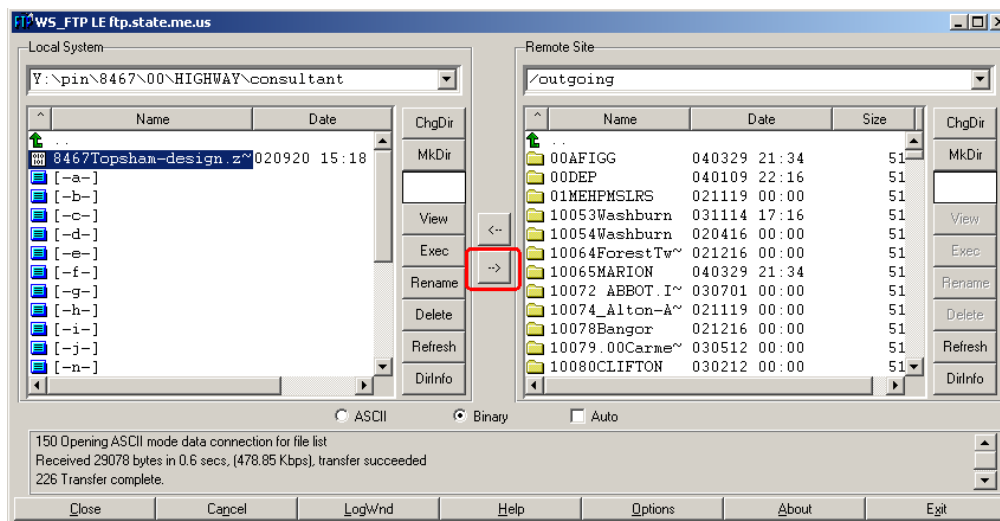 WS_FTP LE ftp.state.me.us
Local System
Remote Site
Y:\pin\8467\00\HIGHWAY\consultant
/outgoing
^ Name Date
ChgDir
^ Name Date Size
ChgDir
..
..
8467Topsham-design.z~ 020920 15:18
MkDir
00AFIGG 040329 21:34 51
MkDir
[-a-]
00DEP 040109 22:16 51
[-b-]
01MEHPMSLRS 021119 00:00 51
[-c-]
View
<--
10053Washburn 031114 17:16 51
View
[-d-]
10054Washburn 020416 00:00 51
[-e-]
Exec
-->
10064ForestTw~ 021216 00:00 51
Exec
[-f-]
10065MARION 040329 21:34 51
[-g-]
Rename
10072 ABBOT.I~ 030701 00:00 51
Rename
[-h-]
Delete
10074_Alton-A~ 021119 00:00 51
Delete
[-i-]
10078Bangor 021216 00:00 51
[-j-]
Refresh
10079.00Carme~ 030512 00:00 51
Refresh
[-n-]
10080CLIFTON 030212 00:00 51
DirInfo
DirInfo
ASCII Binary Auto
150 Opening ASCII mode data connection for file list
Received 29078 bytes in 0.6 secs, (478.85 Kbps), transfer succeeded
226 Transfer complete.
Close Cancel LogWnd Help Options About Exit